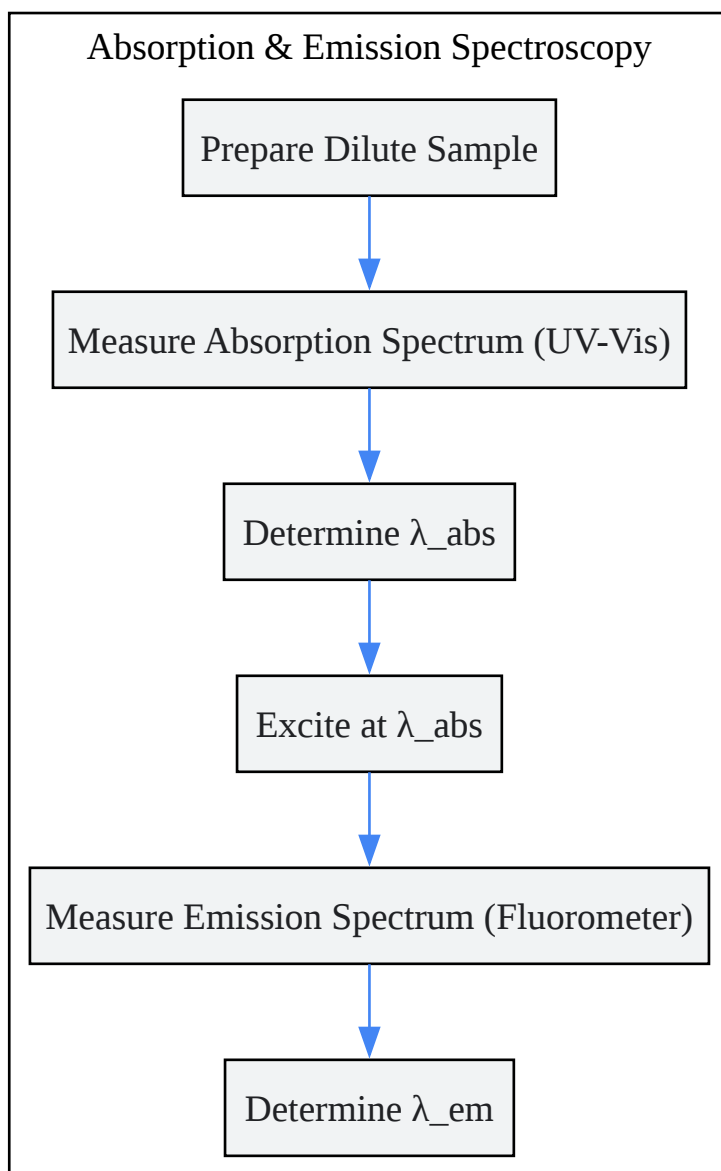 Absorption & Emission Spectroscopy
Prepare Dilute Sample
Measure Absorption Spectrum (UV-Vis)
Determine λ_abs
Excite at λ_abs
Measure Emission Spectrum (Fluorometer)
Determine λ_em